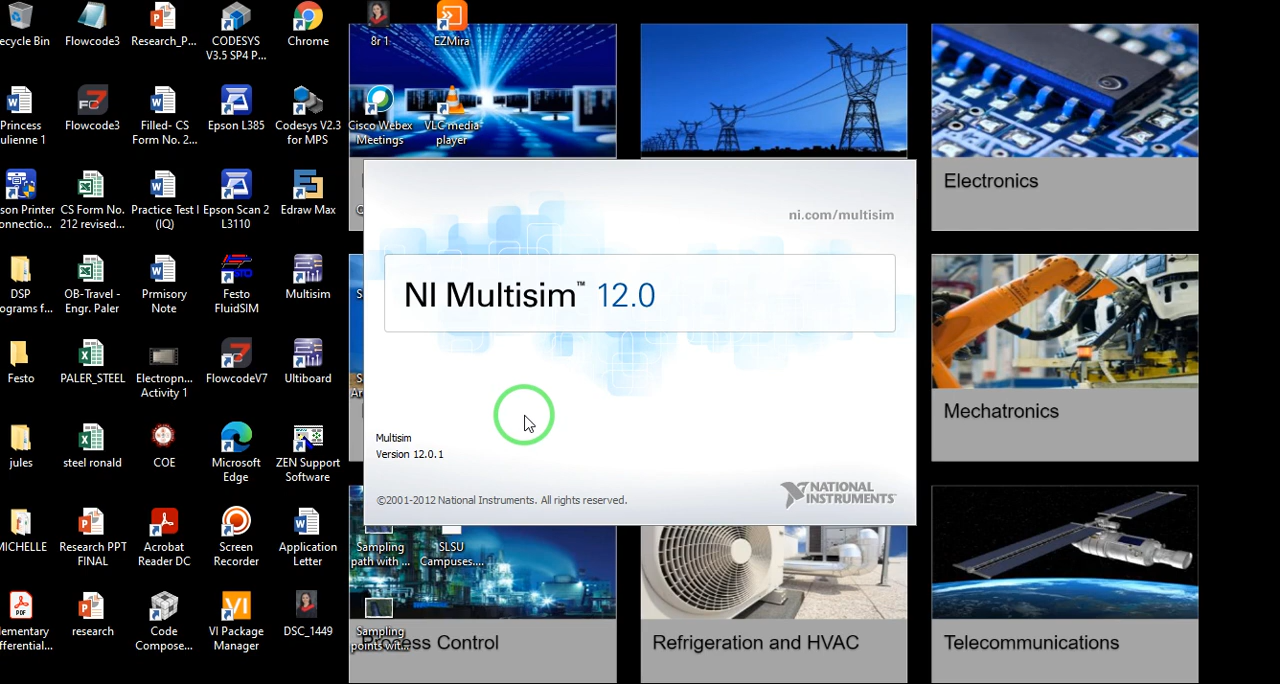 ecycle Bin
Flowcode3
Research_P...
CODESYS
V3.5 SP4 P...
Chrome
8r 1
EZMira
Princess
ulienne 1
Flowcode3
Filled- CS
Form No. 2...
Epson L385
Codesys V2.3
for MPS
Cisco Webex
Meetings
VLC media
player
son Printer
onnectio...
CS Form No.
212 revised...
Practice Test I
(IQ)
Epson Scan 2
L3110
Edraw Max
Electronics
DSP
ograms f...
OB-Travel -
Engr. Paler
Prmisory
Note
Festo
FluidSIM
Multisim
ni.com/multisim
NI Multisim™ 12.0
Festo
PALER_STEEL
Electropn...
Activity 1
FlowcodeV7
Ultiboard
Mechatronics
jules
steel ronald
COE
Microsoft
Edge
ZEN Support
Software
Multisim
Version 12.0.1
©2001-2012 National Instruments. All rights reserved.
NATIONAL
INSTRUMENTS
MICHELLE
Research PPT
FINAL
Acrobat
Reader DC
Screen
Recorder
Application
Letter
Sampling
path with ...
SLSU
Campuses....
lementary
ifferential...
research
Code
Compose...
VI Package
Manager
DSC_1449
Sampling
points wit...
Process Control
Refrigeration and HVAC
Telecommunications